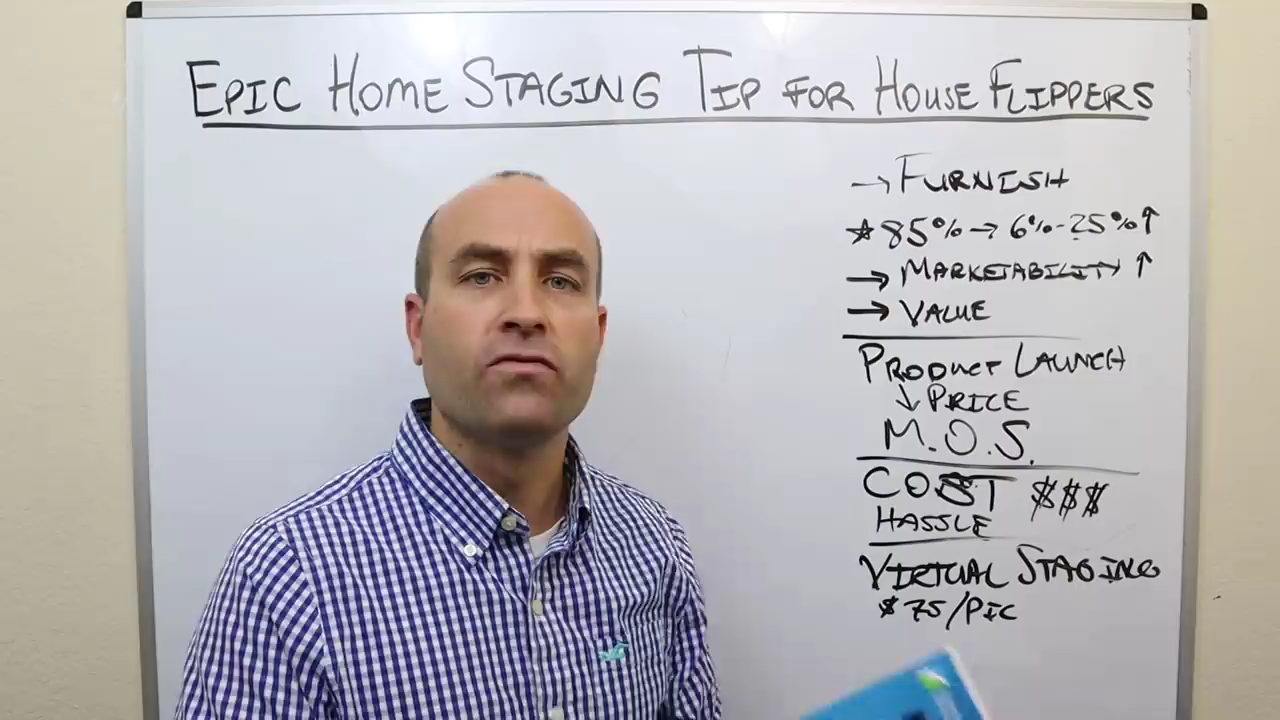 EPIC HOME STAGING TIP FOR HOUSE FLIPPERS
→ FURNISH
☆ 85% → 6%-25% ↑
→ MARKETABILITY ↑
→ VALUE
PRODUCT LAUNCH
↓ PRICE
M.O.S.
COST $$$
HASSLE
VIRTUAL STAGING
$75/PIC